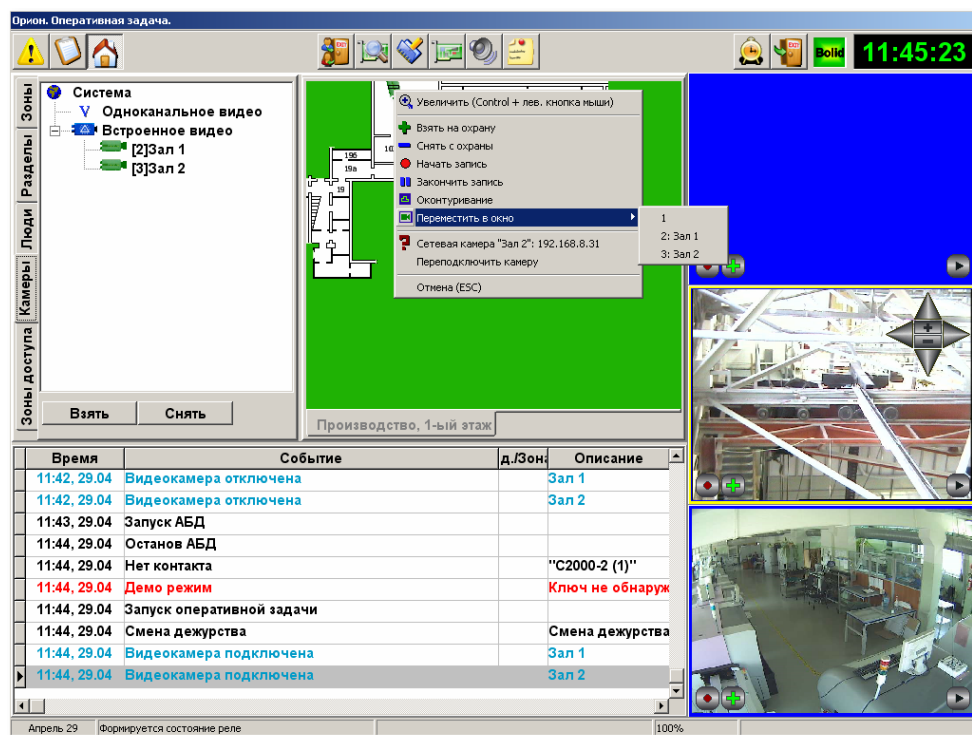 Орион. Оперативная задача.
EXIT
EXIT
Bolid
11:45:23
Зоны
Разделы
Люди
Камеры
Зоны доступа
Система
V Одноканальное видео
Встроенное видео
[2]Зал 1
[3]Зал 2
Взять
Снять
19б
19а
19
Увеличить (Control + лев. кнопка мыши)
Взять на охрану
Снять с охраны
Начать запись
Закончить запись
Оконтуривание
Переместить в окно
Сетевая камера "Зал 2": 192.168.8.31
Переподключить камеру
Отмена (ESC)
1
2: Зал 1
3: Зал 2
Производство, 1-ый этаж
Время Событие д./Зона Описание
11:42, 29.04 Видеокамера отключена Зал 1
11:42, 29.04 Видеокамера отключена Зал 2
11:43, 29.04 Запуск АБД
11:44, 29.04 Останов АБД
11:44, 29.04 Нет контакта "С2000-2 (1)"
11:44, 29.04 Демо режим Ключ не обнаруж
11:44, 29.04 Запуск оперативной задачи
11:44, 29.04 Смена дежурства Смена дежурства
11:44, 29.04 Видеокамера подключена Зал 1
11:44, 29.04 Видеокамера подключена Зал 2
Апрель 29 Формируется состояние реле 100%